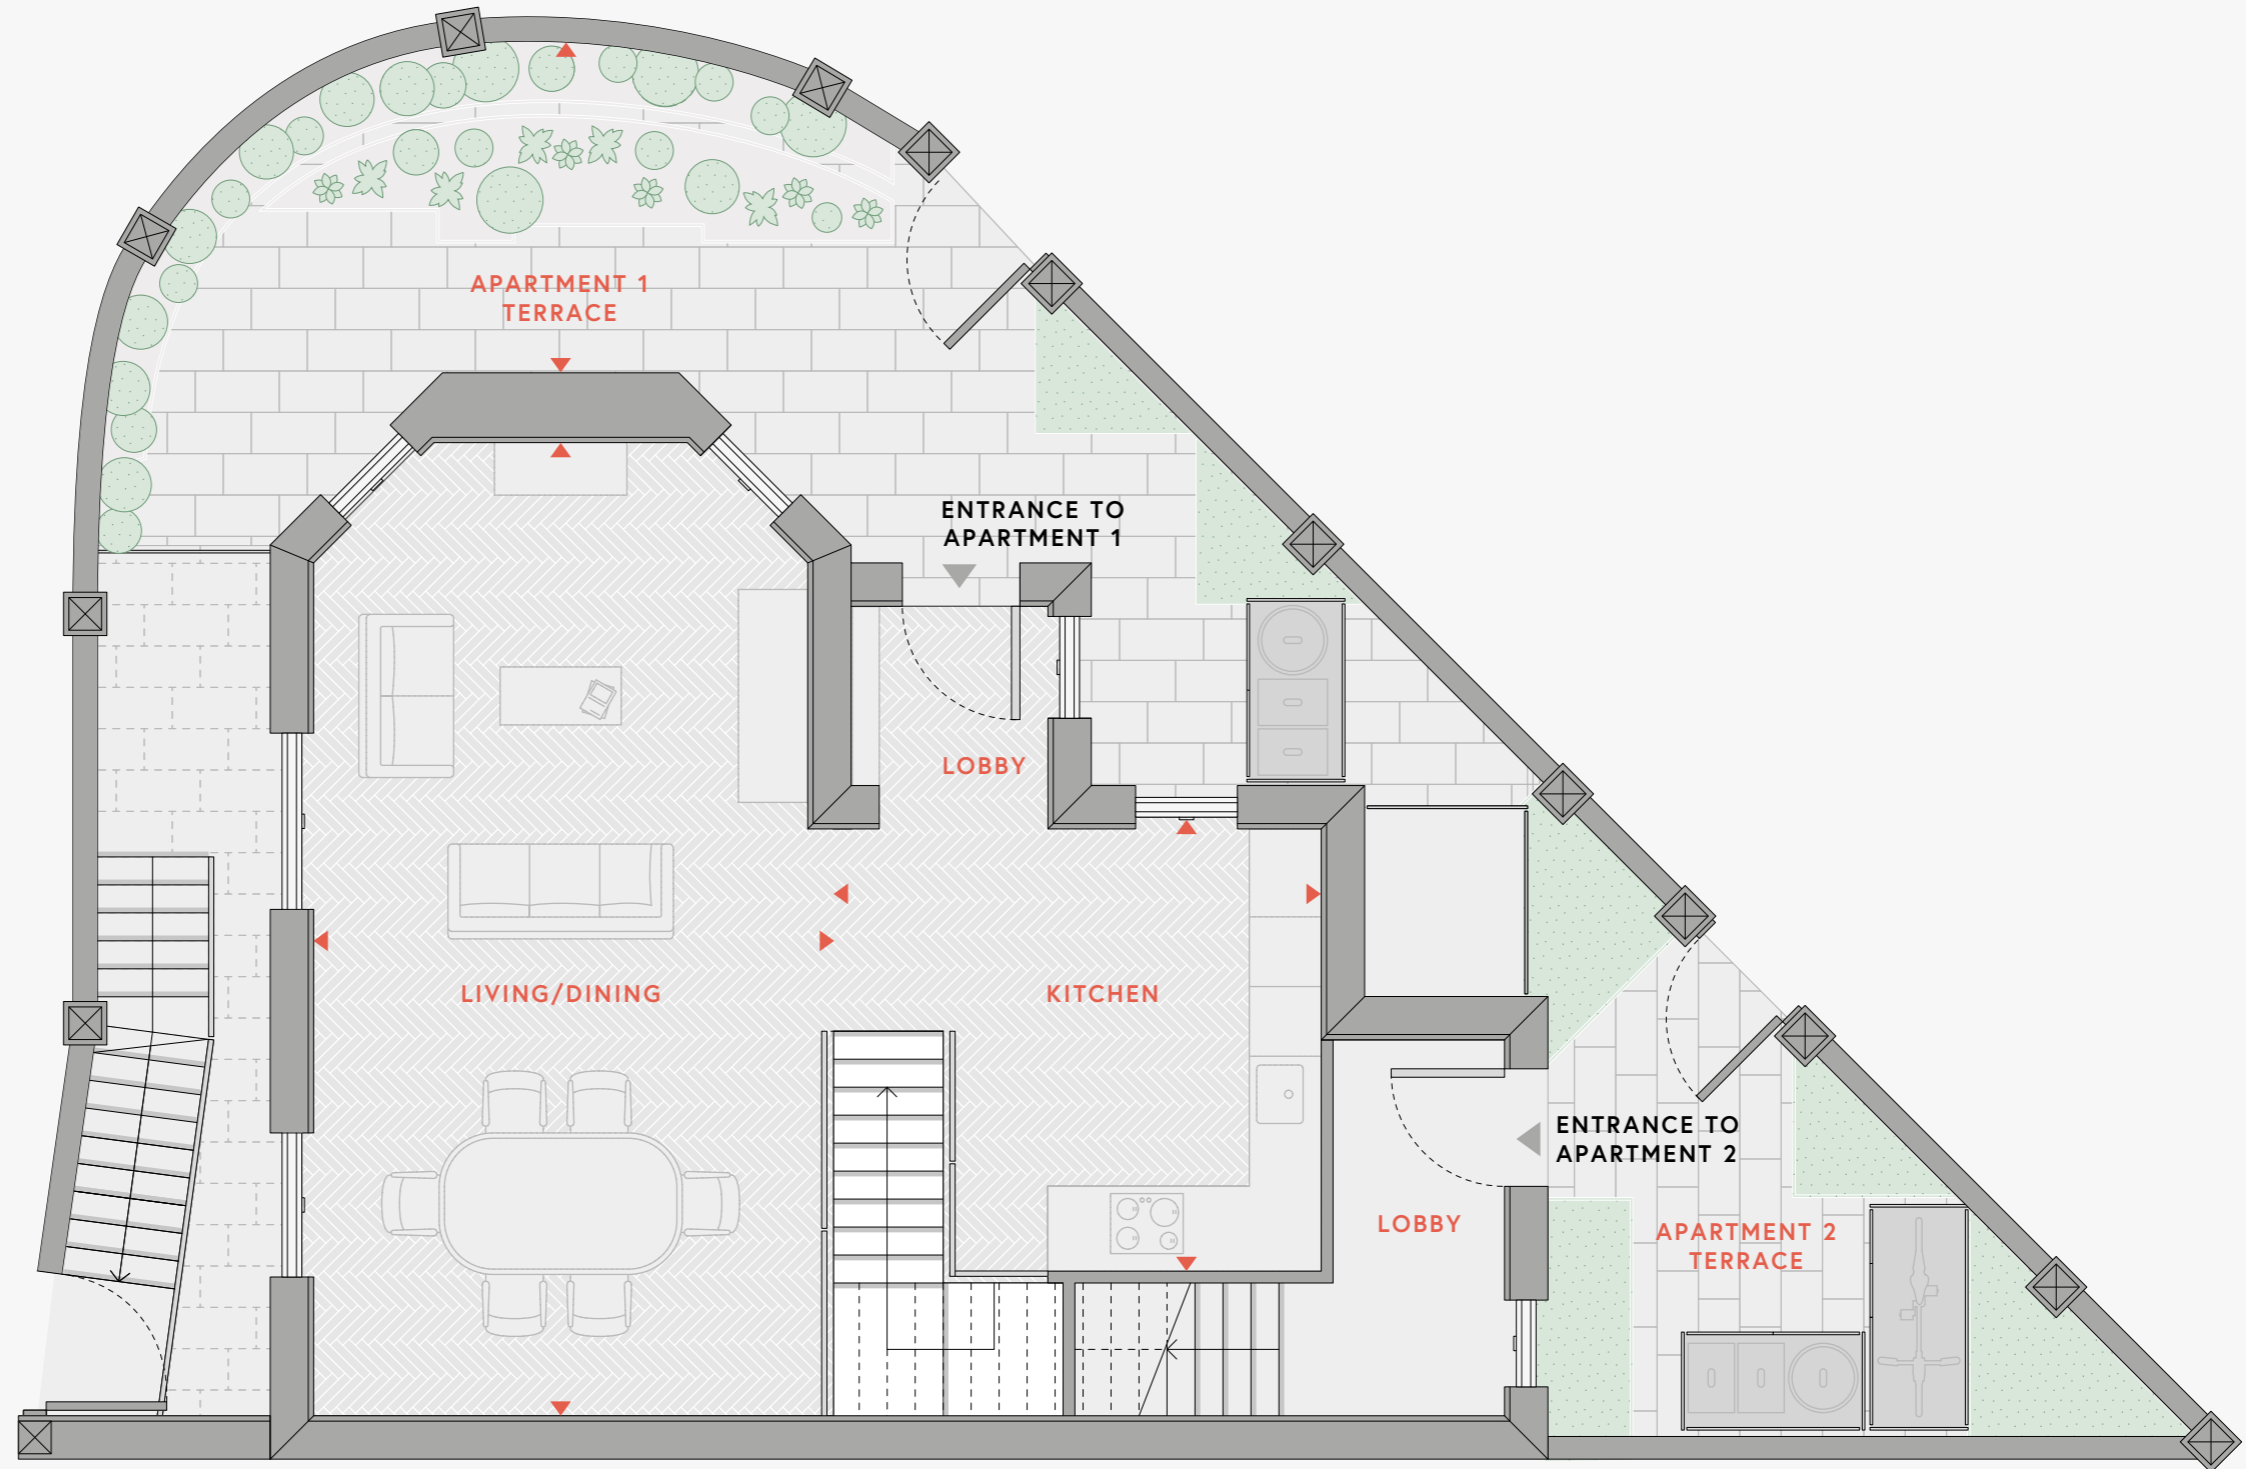 APARTMENT 1
TERRACE
ENTRANCE TO
APARTMENT 1
LOBBY
LIVING/DINING
KITCHEN
ENTRANCE TO
APARTMENT 2
LOBBY
APARTMENT 2
TERRACE